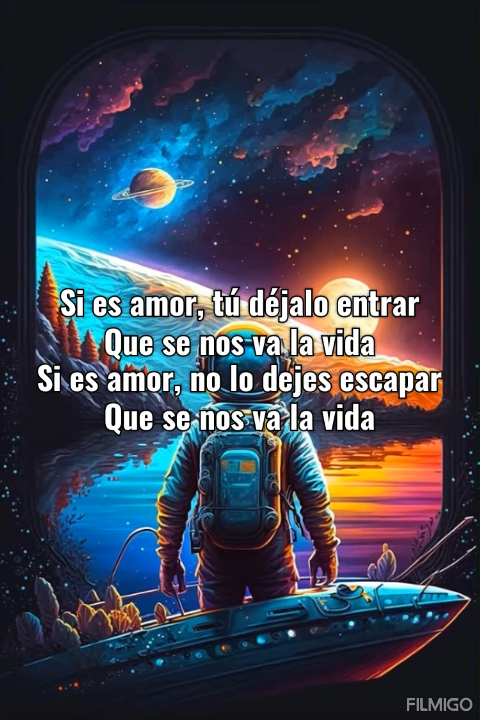 Si es amor, tú déjalo entrar
Que se nos va la vida
Si es amor, no lo dejes escapar
Que se nos va la vida
FILMIGO